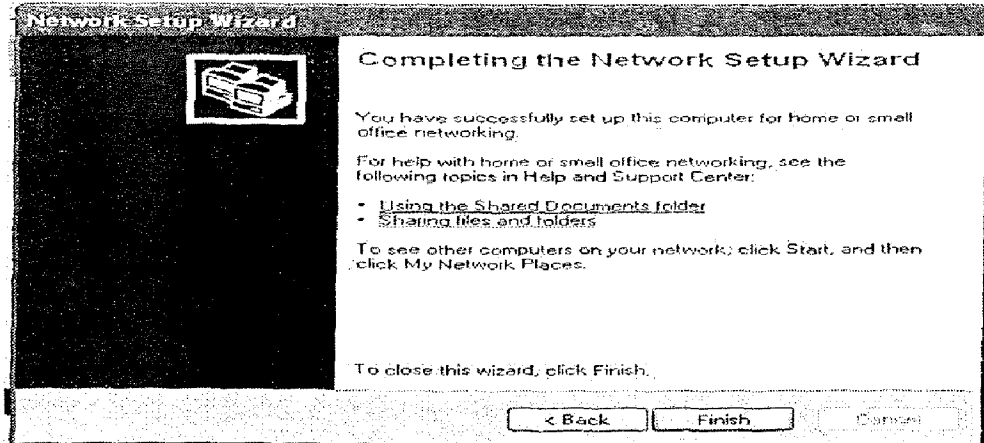 Network Setup Wizard
Completing the Network Setup Wizard
You have successfully set up this computer for home or small
office networking.
For help with home or small office networking, see the
following topics in Help and Support Center:
• Using the Shared Documents folder
• Sharing files and folders
To see other computers on your network, click Start, and then
click My Network Places.
To close this wizard, click Finish.
< Back
Finish
Cancel